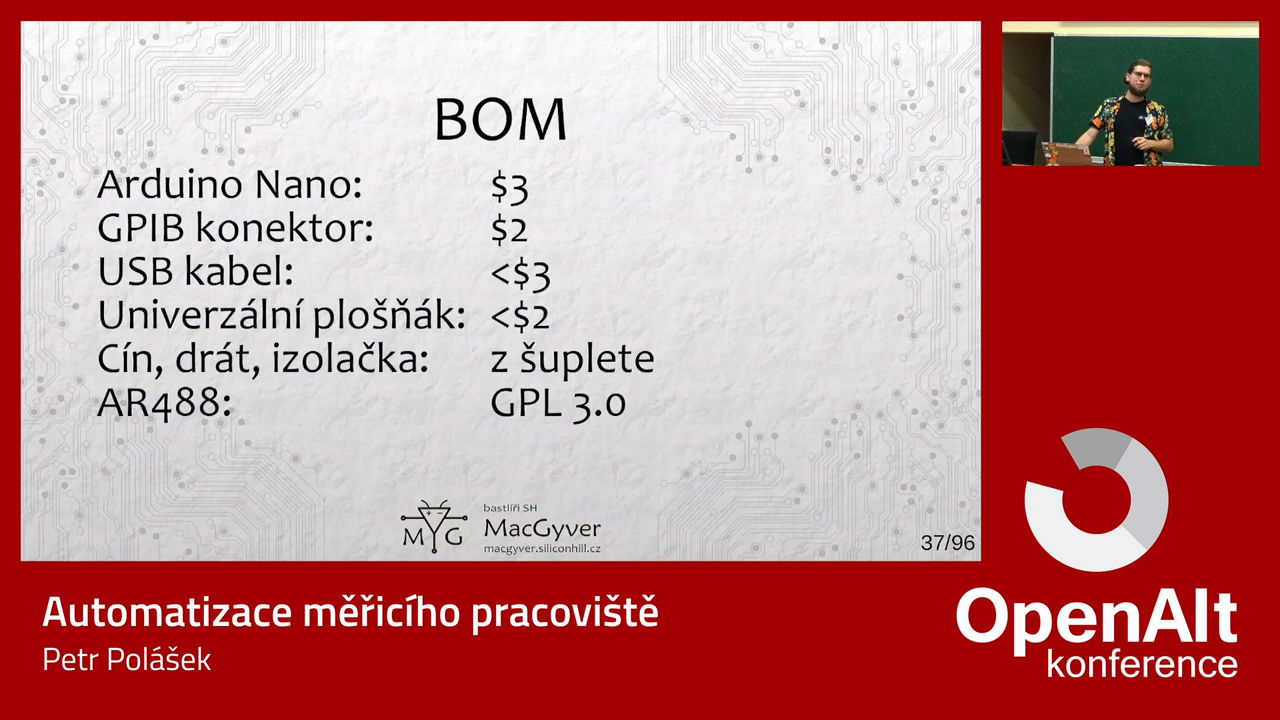 BOM
Arduino Nano: $3
GPIB konektor: $2
USB kabel: <$3
Univerzální plošňák: <$2
Cín, drát, izolačka: z šuplete
AR488: GPL 3.0
MYG
bastlíři SH
MacGyver
macgyver.siliconhill.cz
37/96
Automatizace měřicího pracoviště
Petr Polášek
OpenAlt
konference